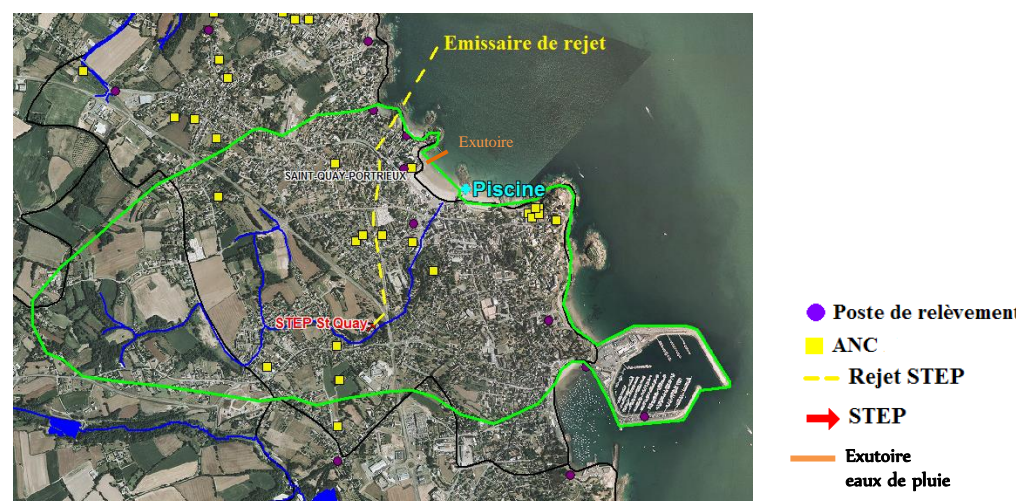 Emissaire de rejet
Exutoire
SAINT-QUAY-PORTRIEUX
Piscine
STEP St Quay
Poste de relèvement
ANC
Rejet STEP
STEP
Exutoire
eaux de pluie